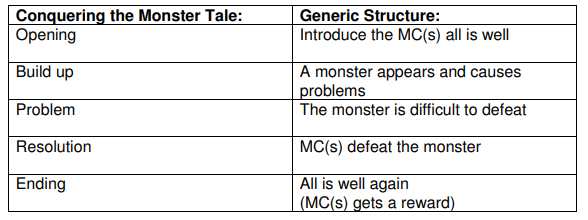 Conquering the Monster Tale: Generic Structure:
Opening Introduce the MC(s) all is well
Build up A monster appears and causes
problems
Problem The monster is difficult to defeat
Resolution MC(s) defeat the monster
Ending All is well again
(MC(s) gets a reward)